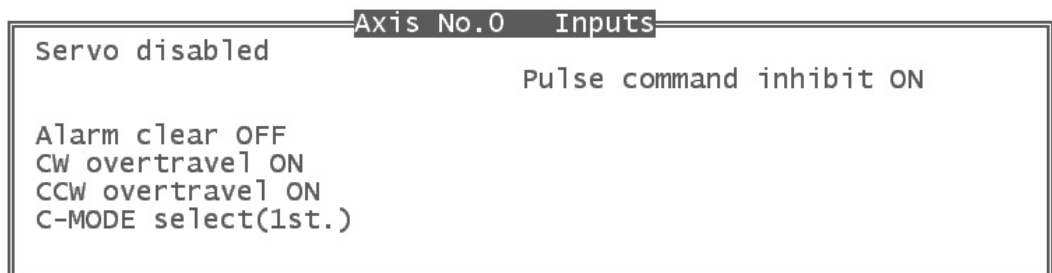 Axis No.0 Inputs
Servo disabled
Pulse command inhibit ON
Alarm clear OFF
CW overtravel ON
CCW overtravel ON
C-MODE select(1st.)